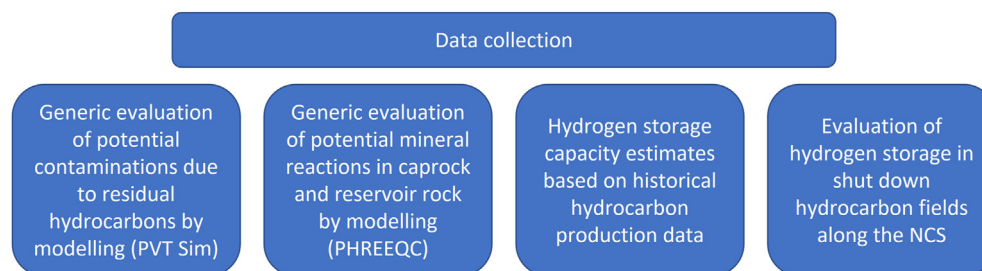 Data collection
Generic evaluation
of potential
contaminations due
to residual
hydrocarbons by
modelling (PVT Sim)
Generic evaluation
of potential mineral
reactions in caprock
and reservoir rock
by modelling
(PHREEQC)
Hydrogen storage
capacity estimates
based on historical
hydrocarbon
production data
Evaluation of
hydrogen storage in
shut down
hydrocarbon fields
along the NCS